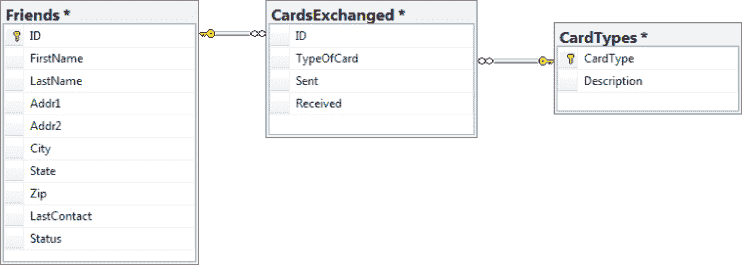 Friends *
ID
FirstName
LastName
Addr1
Addr2
City
State
Zip
LastContact
Status
CardsExchanged *
ID
TypeOfCard
Sent
Received
CardTypes *
CardType
Description